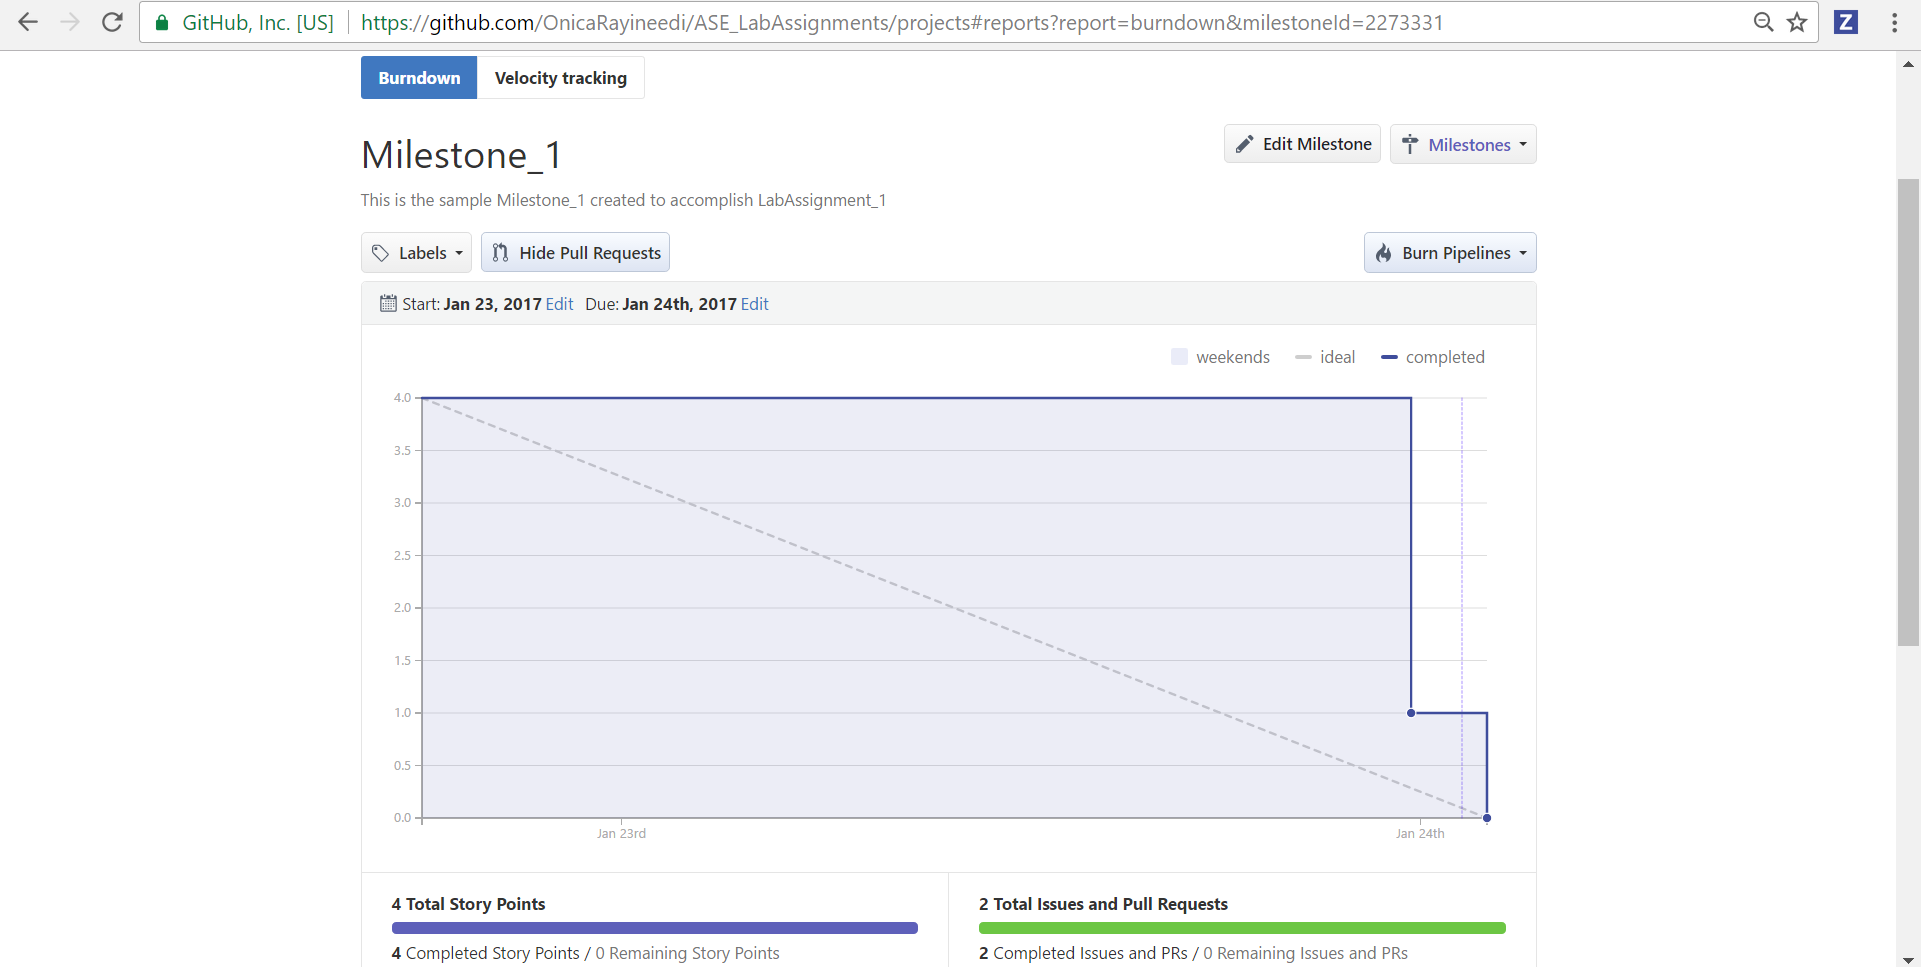 GitHub, Inc. [US] https://github.com/OnicaRayineedi/ASE_LabAssignments/projects#reports?report=burndown&milestoneId=2273331
Z
Burndown Velocity tracking
Milestone_1
Edit Milestone Milestones
This is the sample Milestone_1 created to accomplish LabAssignment_1
Labels Hide Pull Requests Burn Pipelines
Start: Jan 23, 2017 Edit Due: Jan 24th, 2017 Edit
weekends ideal completed
4.0
3.5
3.0
2.5
2.0
1.5
1.0
0.5
0.0
Jan 23rd Jan 24th
4 Total Story Points
4 Completed Story Points / 0 Remaining Story Points
2 Total Issues and Pull Requests
2 Completed Issues and PRs / 0 Remaining Issues and PRs